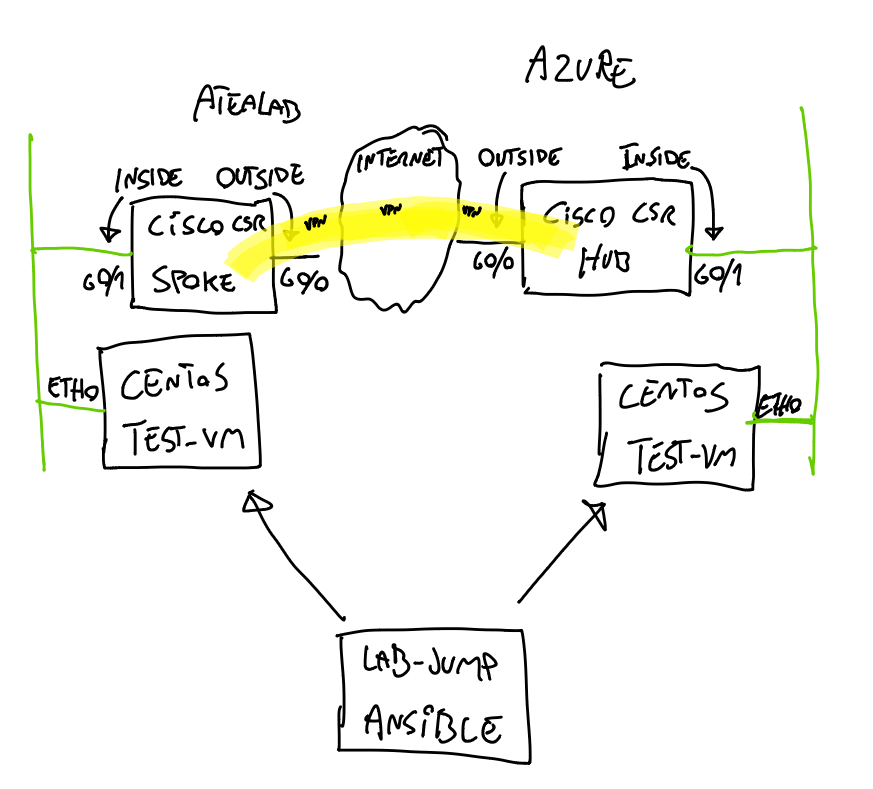 AZURE
ATEALAB
INTERNET
OUTSIDE
INSIDE
INSIDE
OUTSIDE
CISCO CSR
SPOKE
VPN
VPN
VPN
CISCO CSR
HUB
G0/1
G0/0
G0/0
G0/1
ETH0
CENTOS
TEST-VM
CENTOS
TEST-VM
ETH0
LAB-JUMP
ANSIBLE